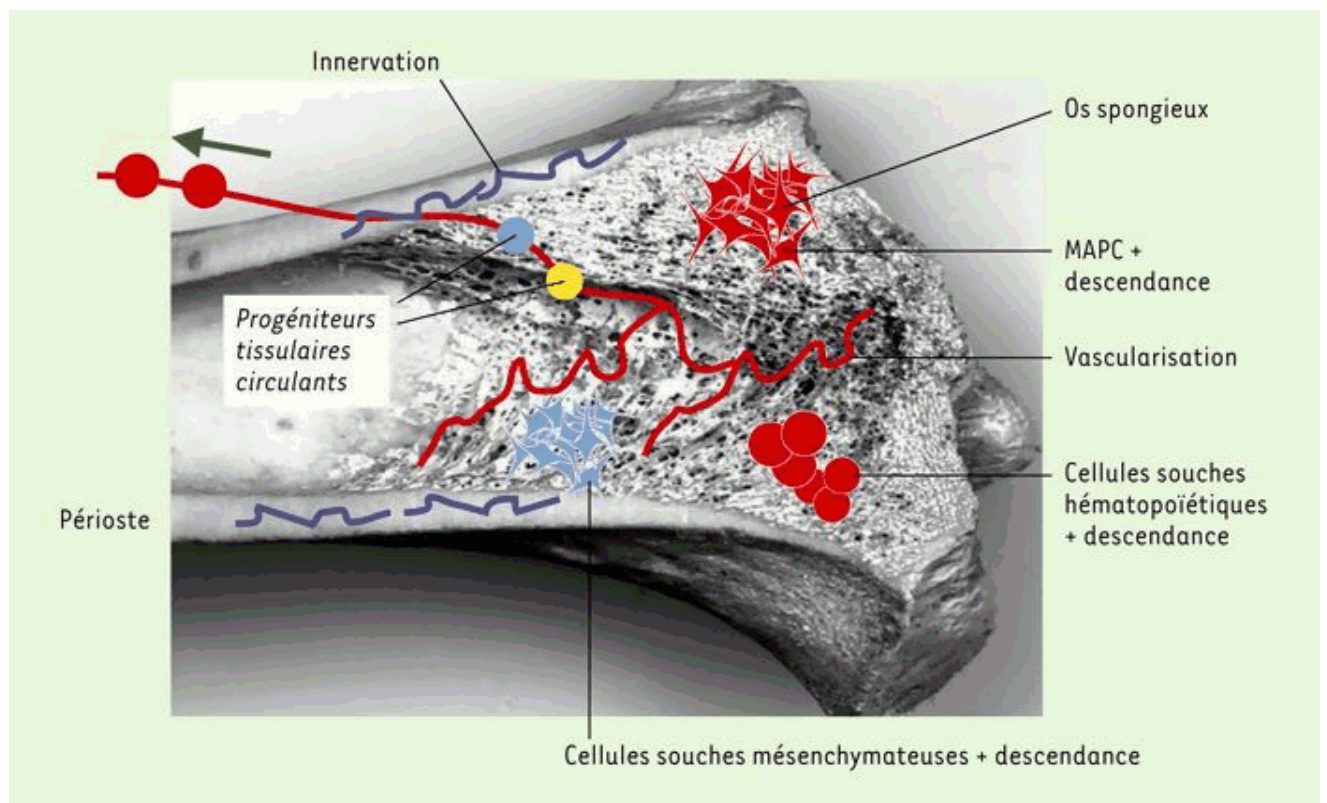 Innervation
Os spongieux
MAPC +
descendance
Progéniteurs
tissulaires
circulants
Vascularisation
Cellules souches
hématopoïétiques
+ descendance
Périoste
Cellules souches mésenchymateuses + descendance